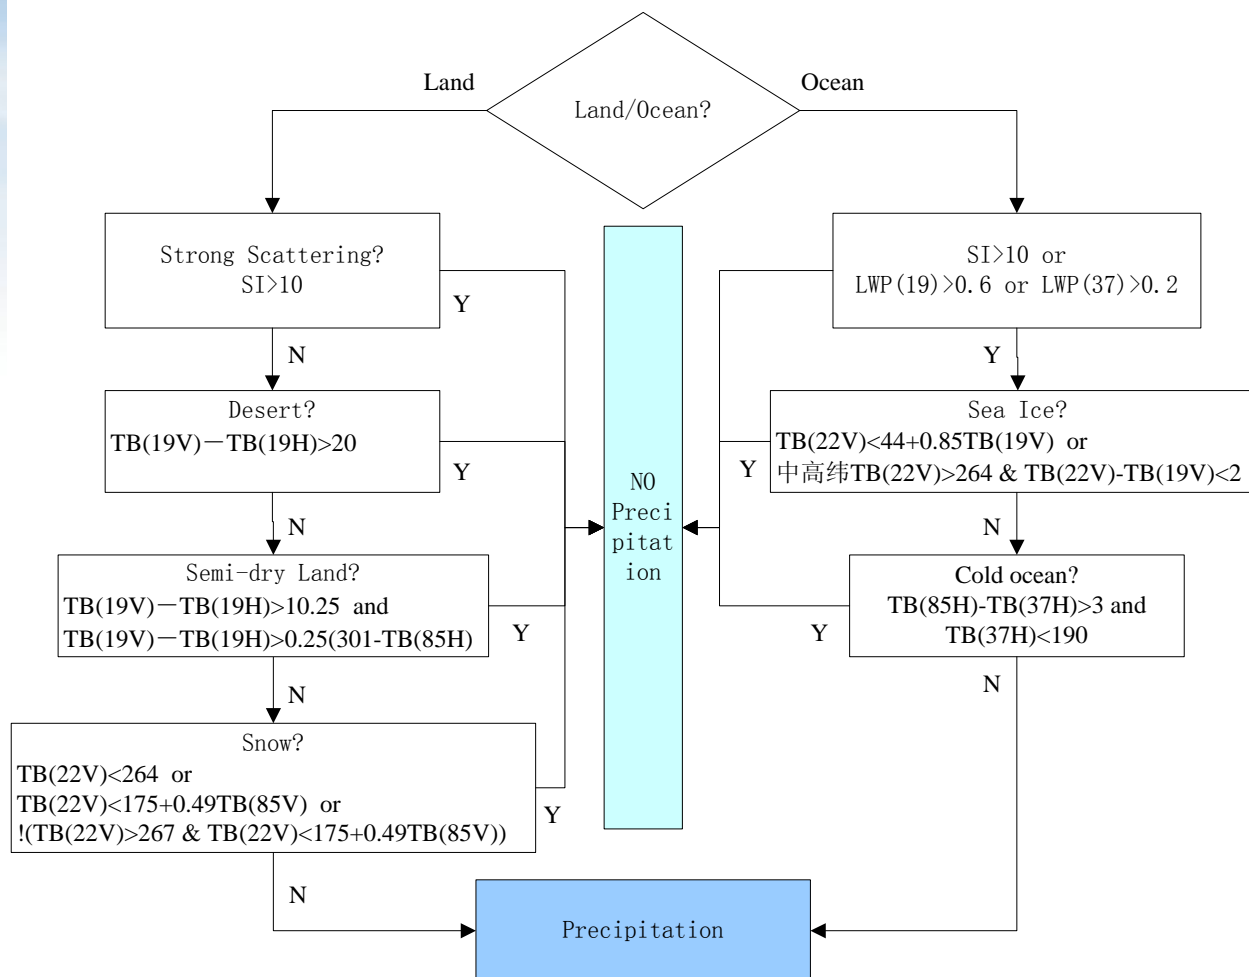 Land
Ocean
Land/Ocean?
Strong Scattering?
SI>10
Y
N
Desert?
TB(19V)－TB(19H)>20
Y
N
Semi-dry Land?
TB(19V)－TB(19H)>10.25 and
TB(19V)－TB(19H)>0.25(301-TB(85H)
Y
N
Snow?
TB(22V)<264 or
TB(22V)<175+0.49TB(85V) or
!(TB(22V)>267 & TB(22V)<175+0.49TB(85V))
Y
N
NO
Preci
pitat
ion
SI>10 or
LWP(19)>0.6 or LWP(37)>0.2
Y
Sea Ice?
TB(22V)<44+0.85TB(19V) or
中高纬TB(22V)>264 & TB(22V)-TB(19V)<2
Y
N
Cold ocean?
TB(85H)-TB(37H)>3 and
TB(37H)<190
Y
N
Precipitation